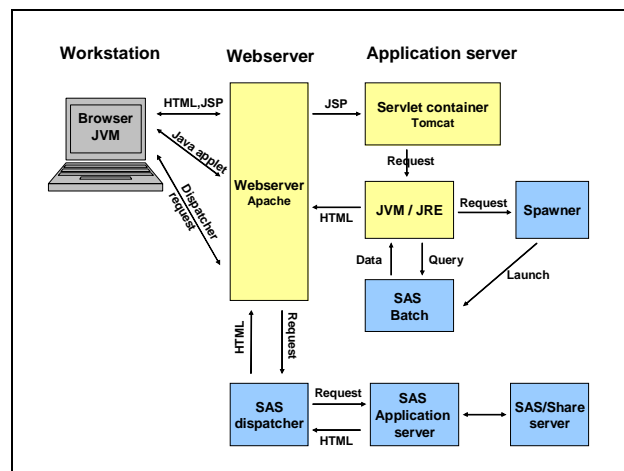 Workstation
Webserver
Application server
HTML,JSP
JSP
Servlet container
Tomcat
Browser
JVM
Java applet
Request
Dispatcher
request
Webserver
Apache
HTML
JVM / JRE
Request
Spawner
Data
Query
Launch
SAS
Batch
HTML
Request
SAS
dispatcher
Request
HTML
SAS
Application
server
SAS/Share
server